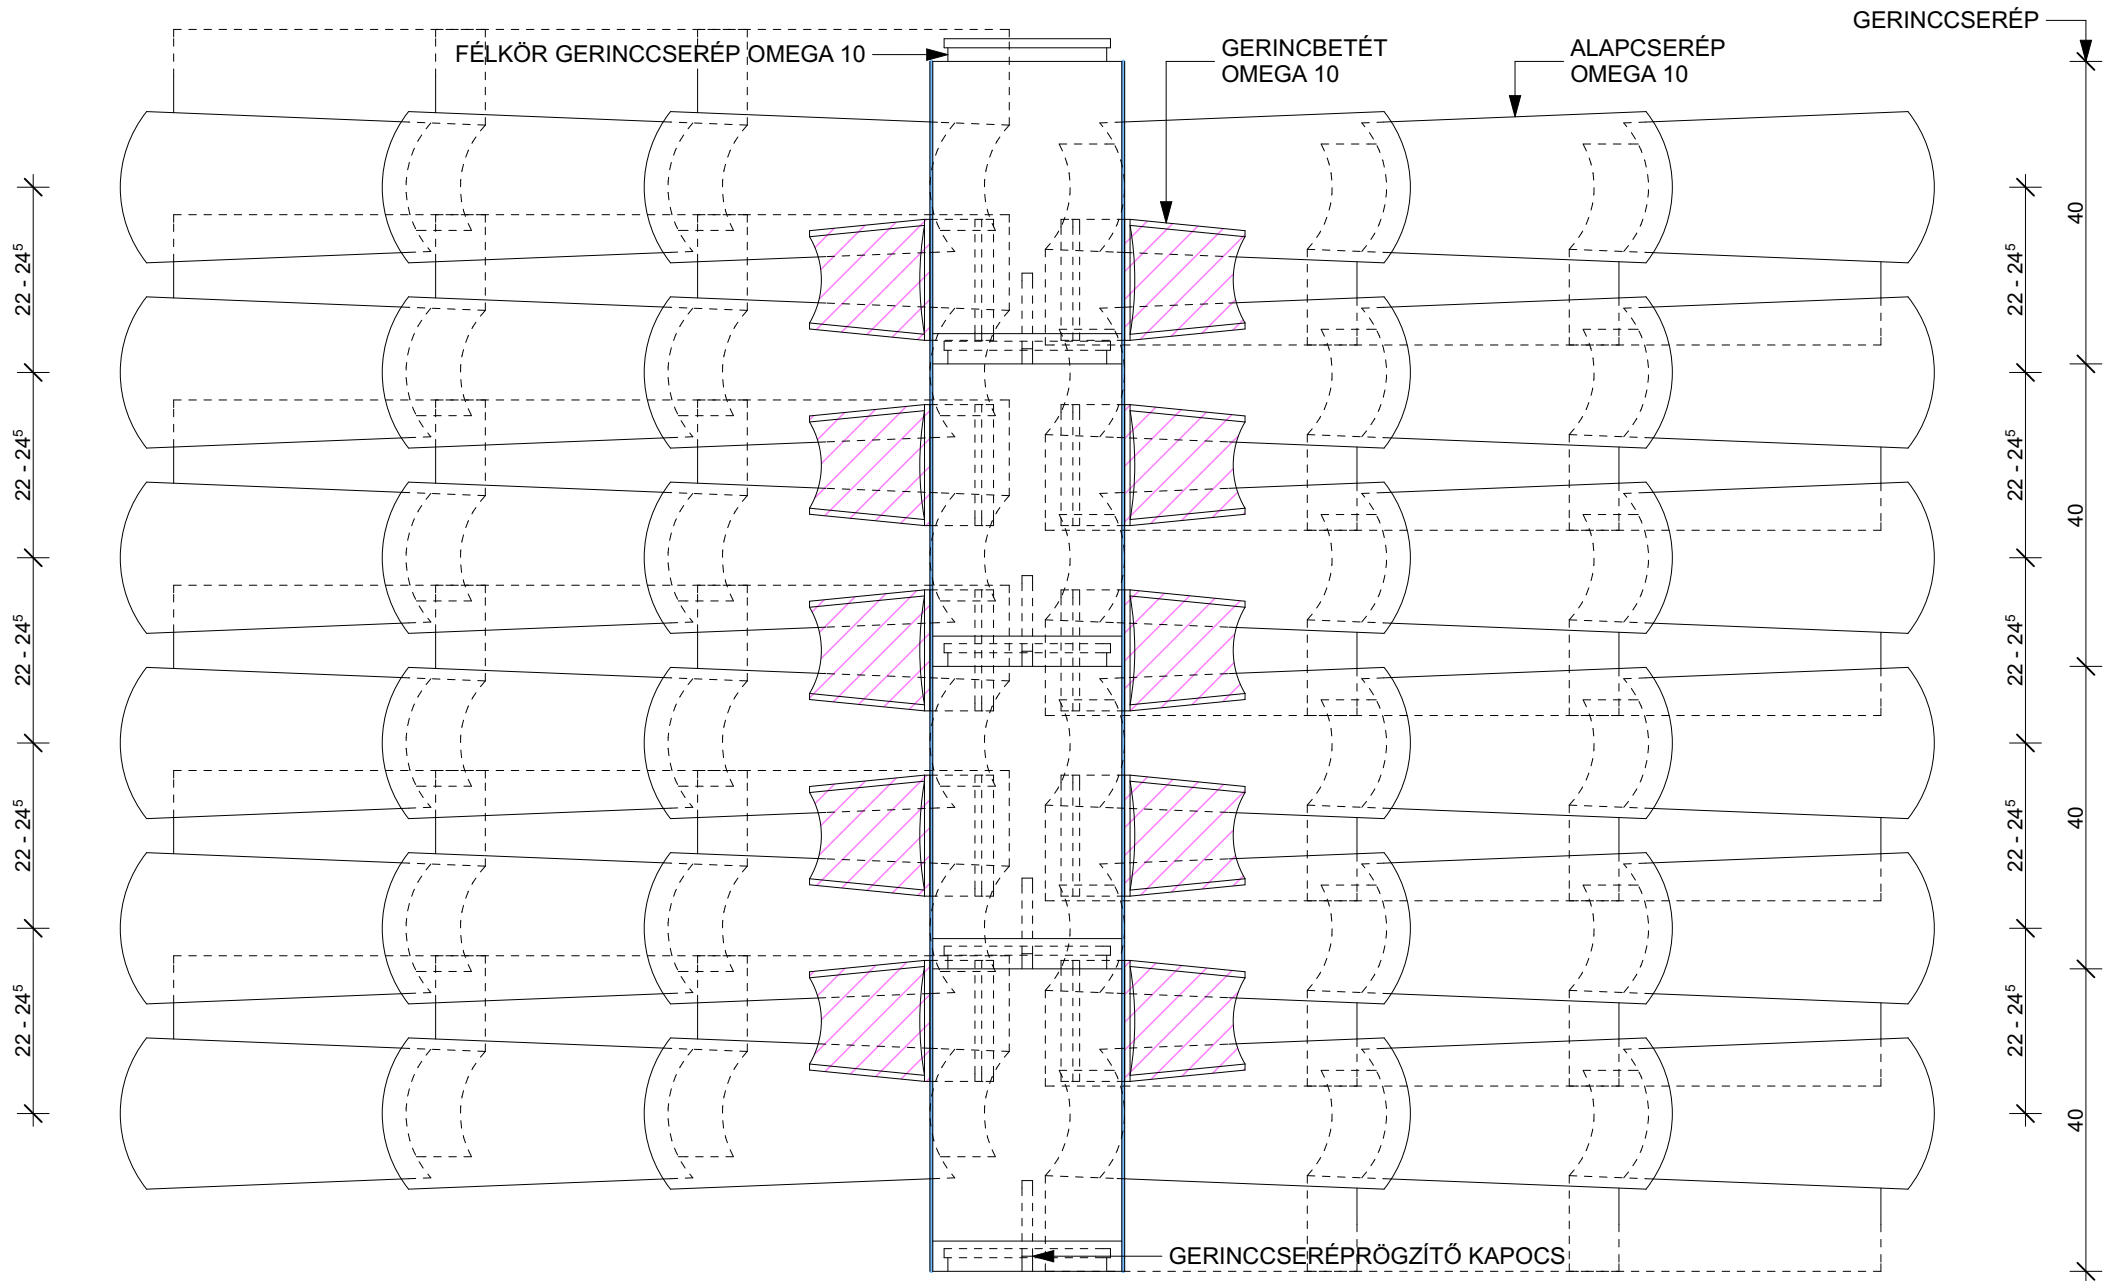 GERINCCSERÉP
FÉLKÖR GERINCCSERÉP OMEGA 10
GERINCBETÉT
OMEGA 10
ALAPCSERÉP
OMEGA 10
22 - 24⁵
22 - 24⁵
22 - 24⁵
22 - 24⁵
22 - 24⁵
22 - 24⁵
22 - 24⁵
22 - 24⁵
22 - 24⁵
22 - 24⁵
40
40
40
40
GERINCCSERÉPRÖGZÍTŐ KAPOCS